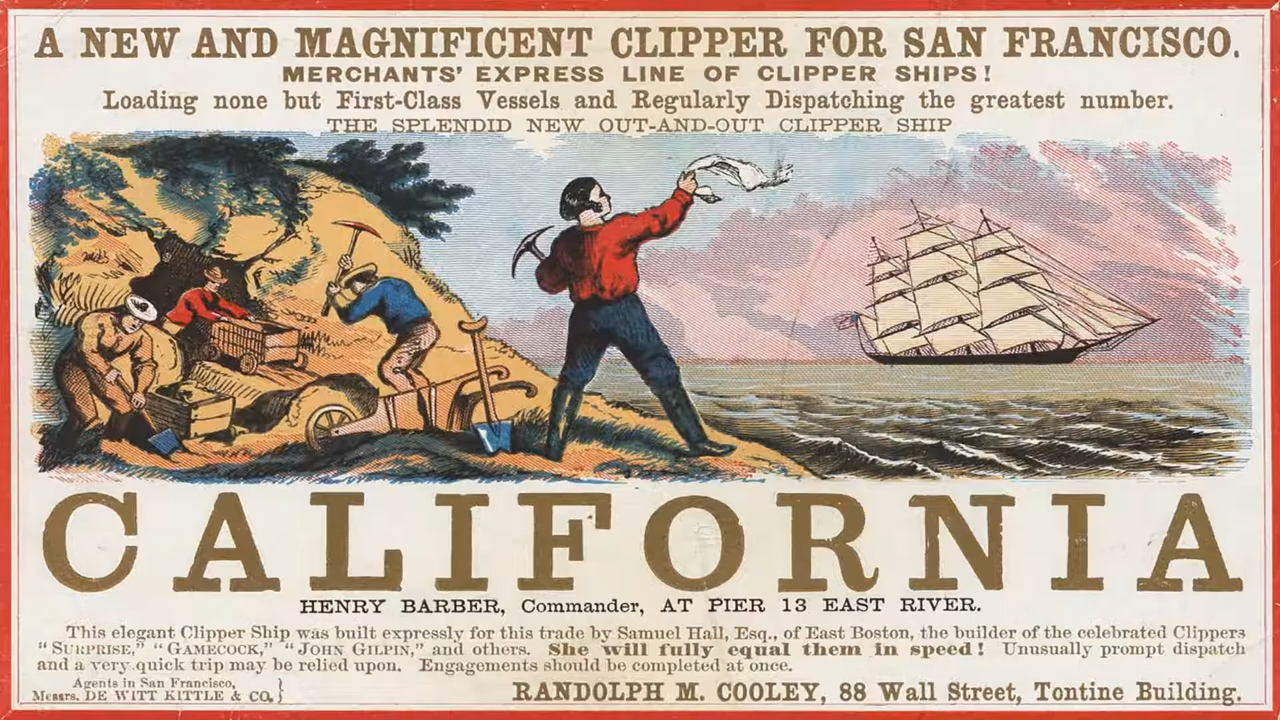 A NEW AND MAGNIFICENT CLIPPER FOR SAN FRANCISCO.
MERCHANTS' EXPRESS LINE OF CLIPPER SHIPS!
Loading none but First-Class Vessels and Regularly Dispatching the greatest number.
THE SPLENDID NEW OUT-AND-OUT CLIPPER SHIP
CALIFORNIA
HENRY BARBER, Commander, AT PIER 13 EAST RIVER.
This elegant Clipper Ship was built expressly for this trade by Samuel Hall, Esq., of East Boston, the builder of the celebrated Clippers
"SURPRISE," "GAMECOCK," "JOHN GILPIN," and others. She will fully equal them in speed! Unusually prompt dispatch
and a very quick trip may be relied upon. Engagements should be completed at once.
Agents in San Francisco,
Messrs. DE WITT KITTLE & CO.}
RANDOLPH M. COOLEY, 88 Wall Street, Tontine Building.